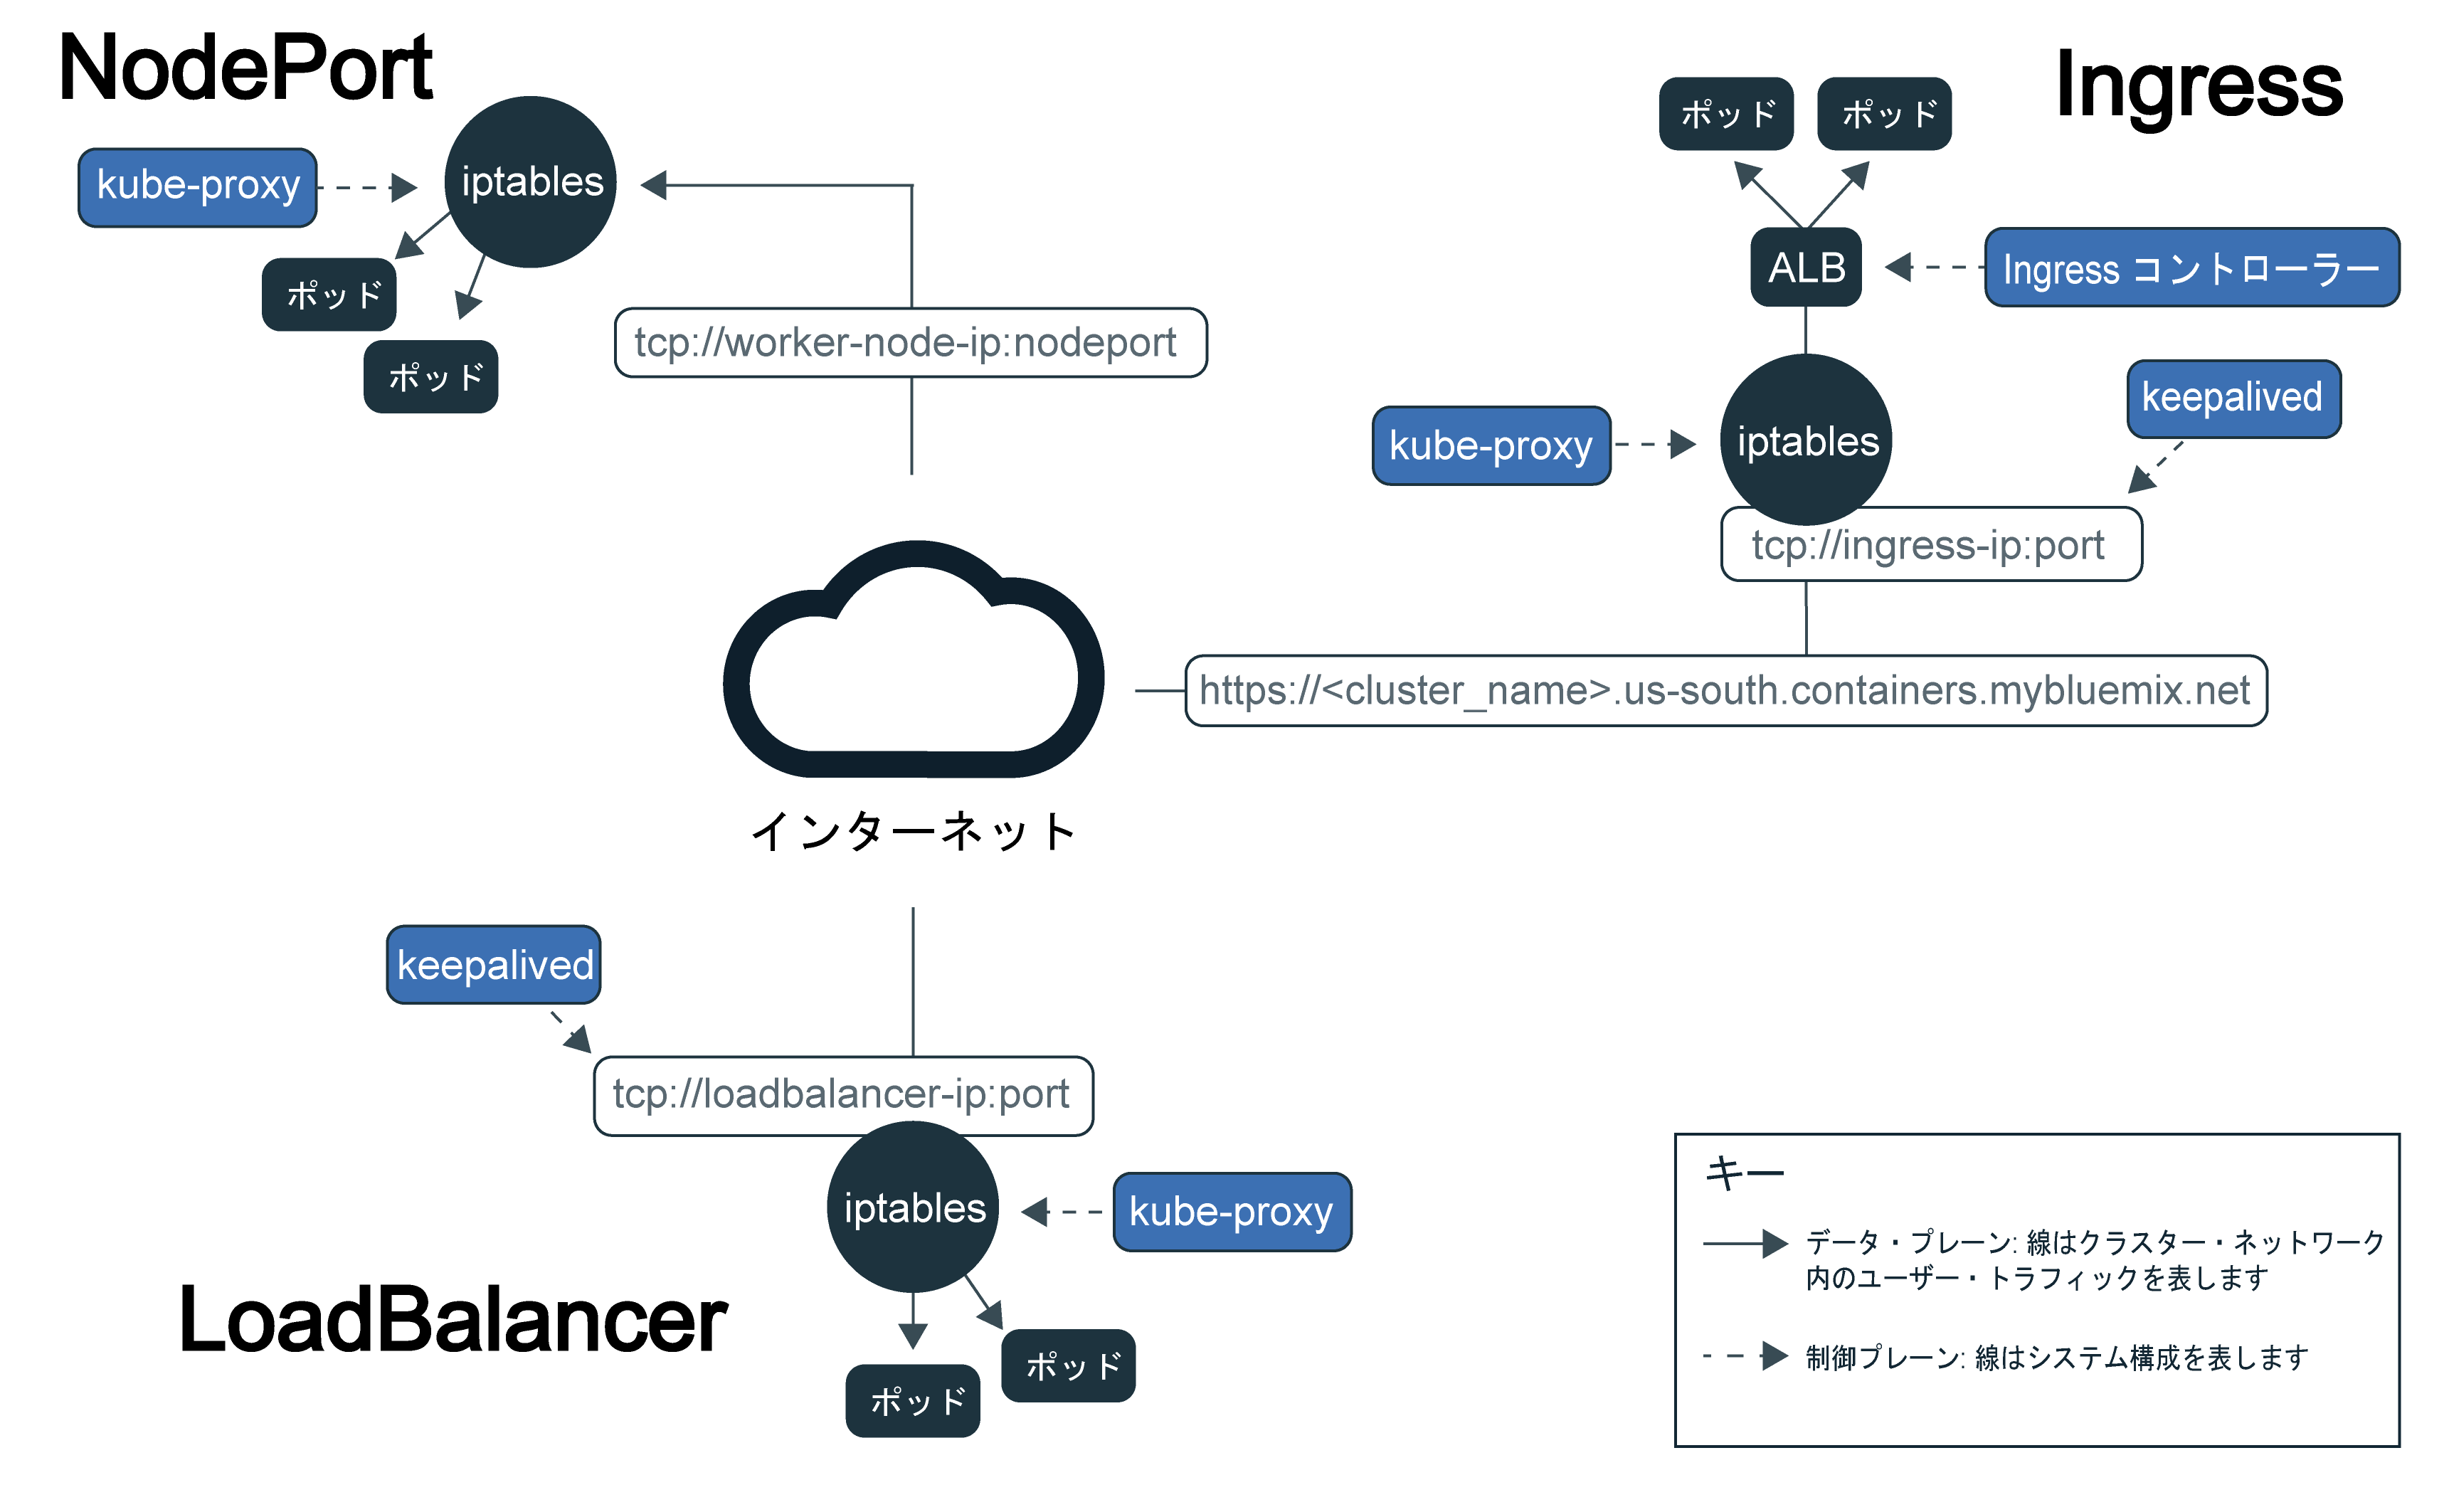 NodePort
kube-proxy
iptables
ポッド
ポッド
tcp://worker-node-ip:nodeport
Ingress
ポッド
ポッド
ALB
Ingress コントローラー
kube-proxy
iptables
keepalived
tcp://ingress-ip:port
https://<cluster_name>.us-south.containers.mybluemix.net
インターネット
keepalived
tcp://loadbalancer-ip:port
iptables
kube-proxy
LoadBalancer
ポッド
ポッド
キー
データ・プレーン: 線はクラスター・ネットワーク
内のユーザー・トラフィックを表します
制御プレーン: 線はシステム構成を表します